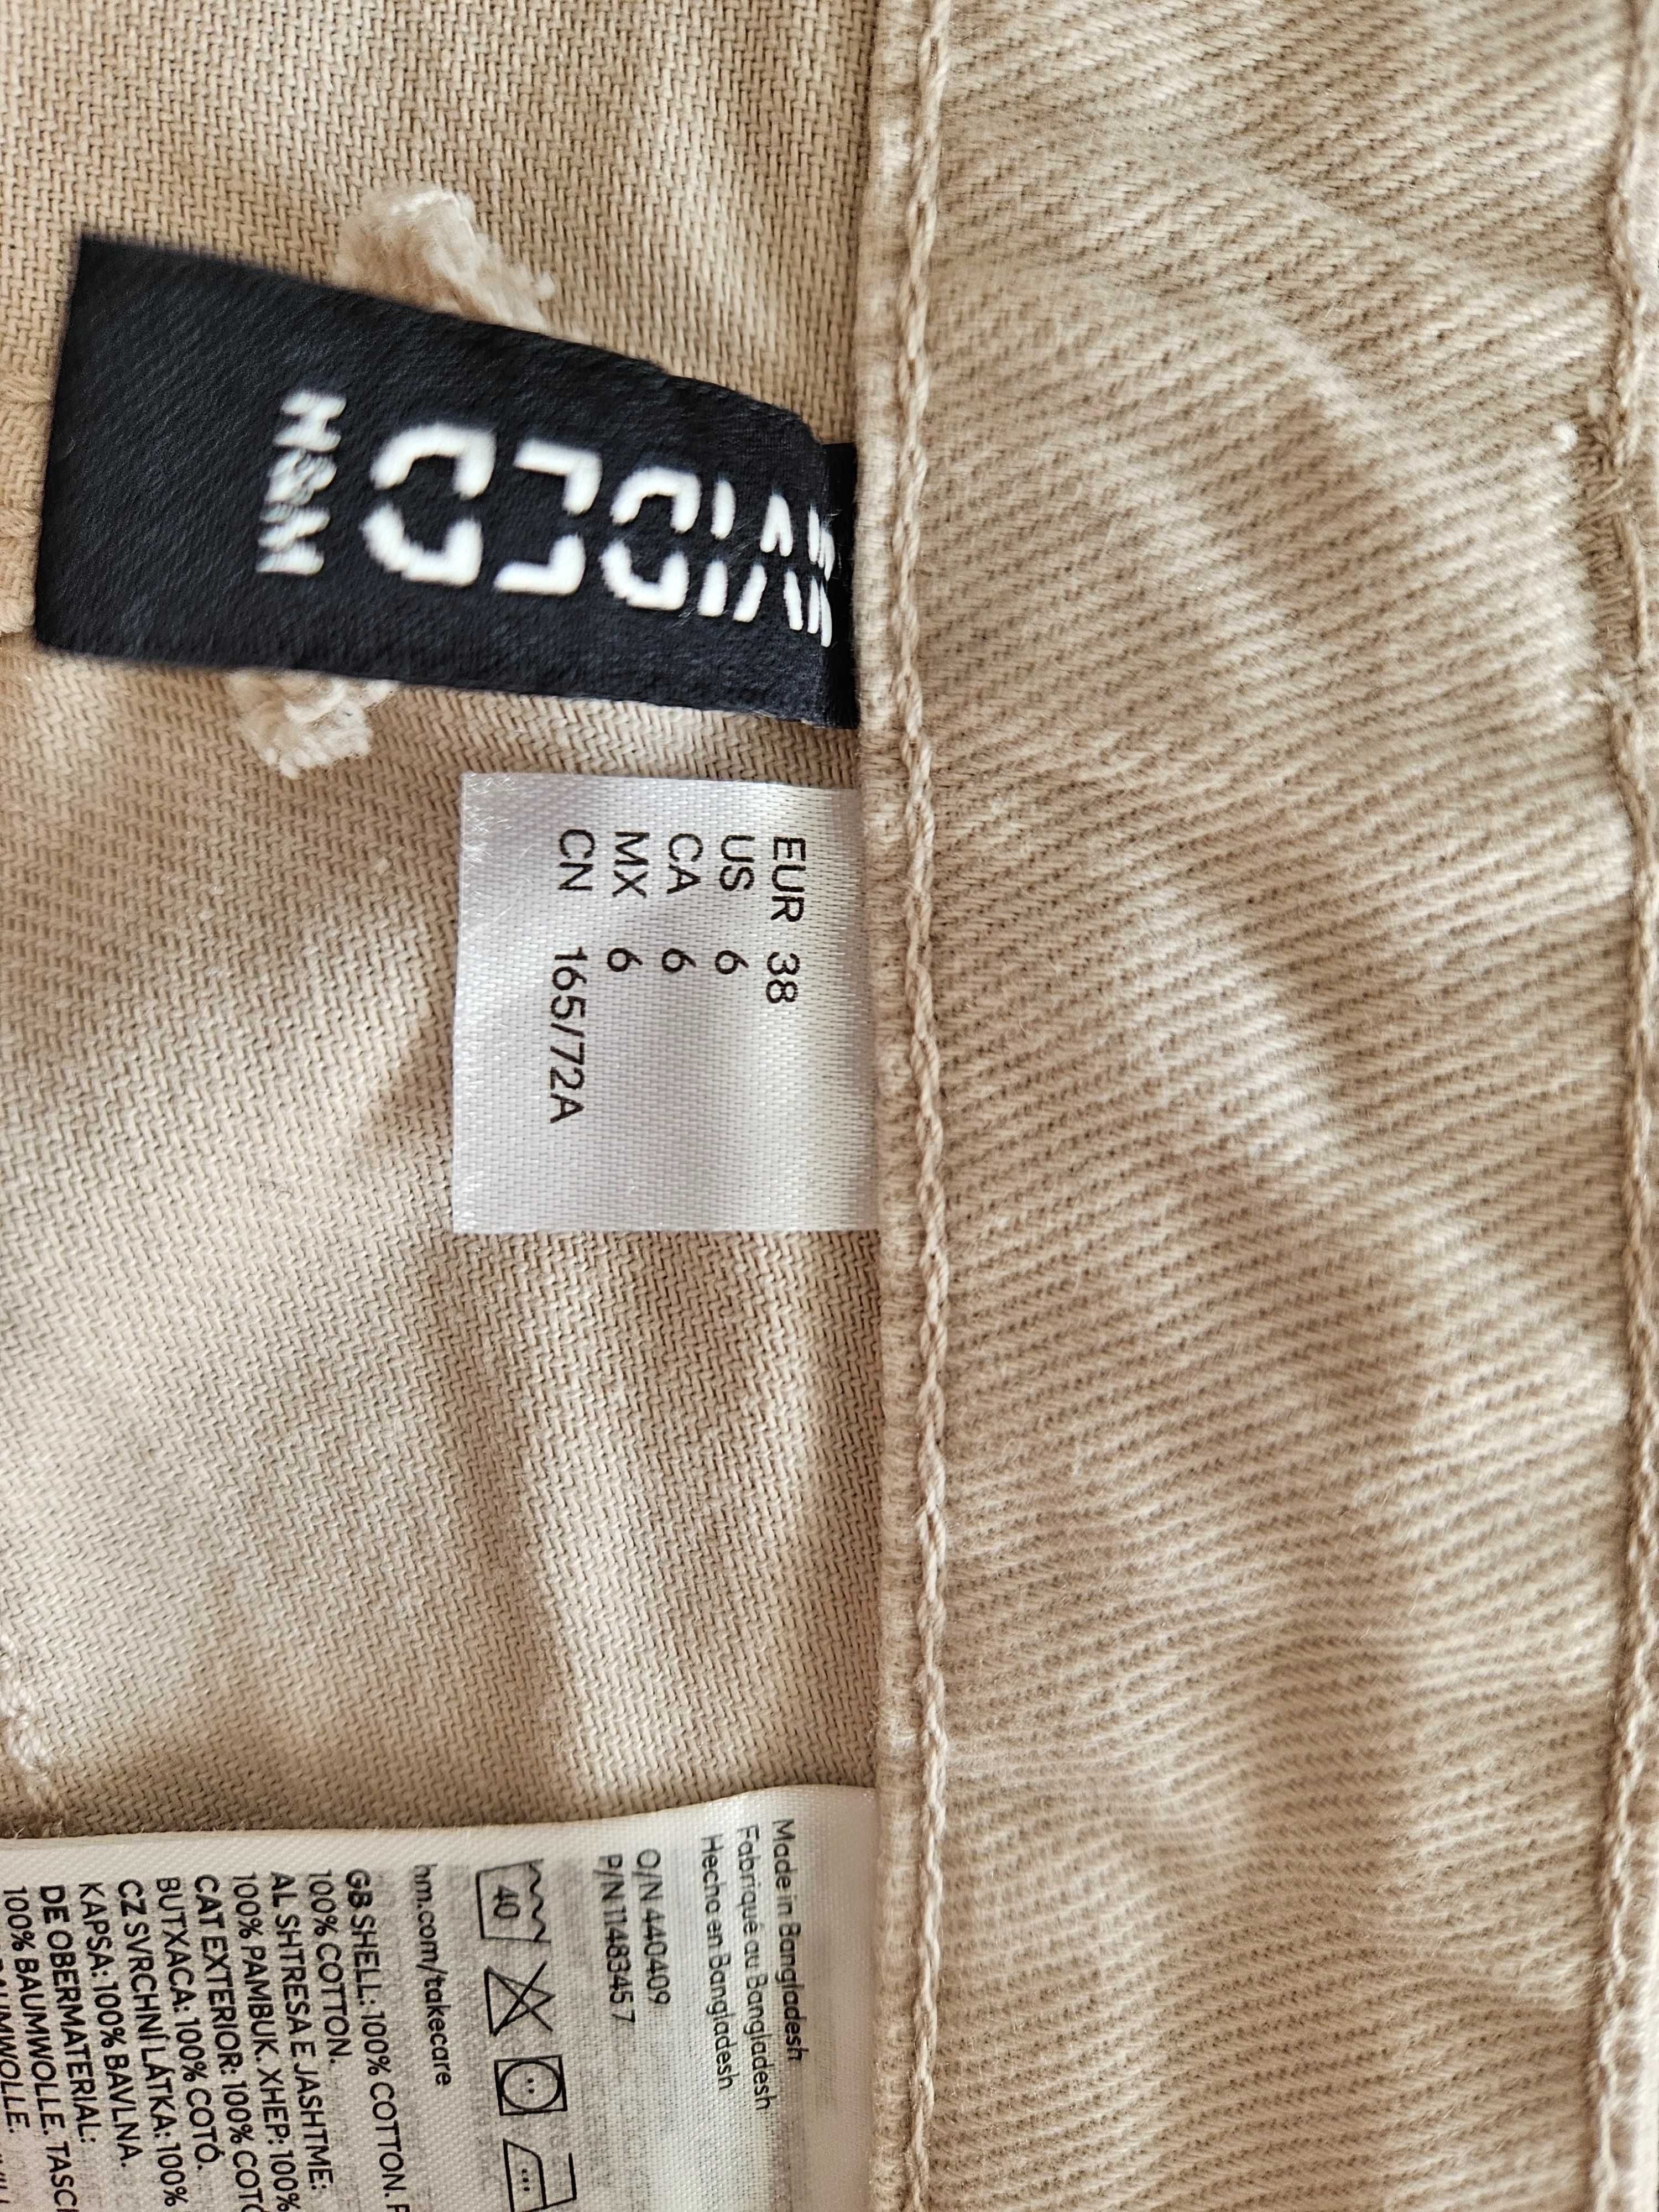 DIVIDED
H&M
EUR 38
US 6
CA 6
MX 6
CN 165/72A
Made in Bangladesh
Fabriqué au Bangladesh
Hecho en Bangladesh
O/N 440409
P/N 1148345 7
40
hm.com/takecare
GB SHELL: 100% COTTON.
100% COTTON.
AL SHTRESA E JASHTME:
100% PAMBUK. XHEP: 100%
CAT EXTERIOR: 100% COTÓ
BUTXACA: 100% COTÓ.
CZ SVRCHNÍ LÁTKA: 100%
KAPSA: 100% BAVLNA.
DE OBERMATERIAL:
100% BAUMWOLLE.